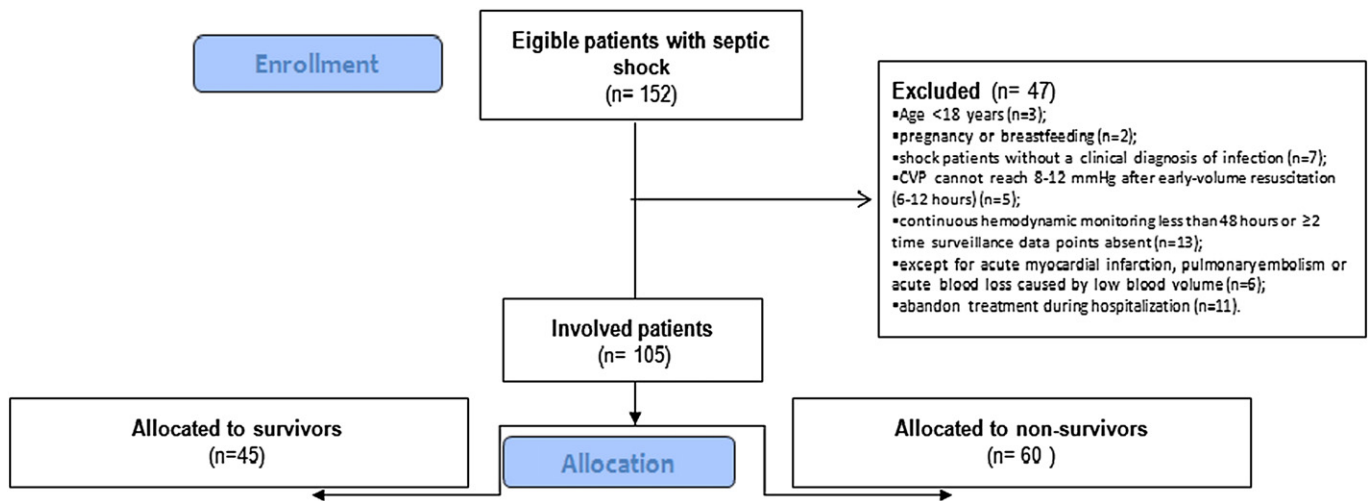 Enrollment
Eigible patients with septic
shock
(n= 152)
Excluded (n= 47)
▪Age <18 years (n=3);
▪pregnancy or breastfeeding (n=2);
▪shock patients without a clinical diagnosis of infection (n=7);
▪CVP cannot reach 8-12 mmHg after early-volume resuscitation
(6-12 hours) (n=5);
▪continuous hemodynamic monitoring less than 48 hours or ≥2
time surveillance data points absent (n=13);
▪except for acute myocardial infarction, pulmonary embolism or
acute blood loss caused by low blood volume (n=6);
▪abandon treatment during hospitalization (n=11).
Involved patients
(n= 105)
Allocated to survivors
(n=45)
Allocation
Allocated to non-survivors
(n= 60 )